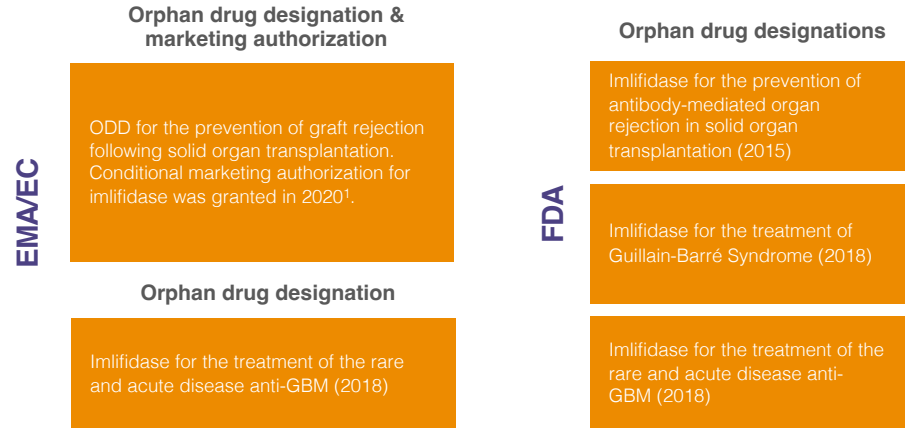 Orphan drug designation &
marketing authorization
EMA/EC
ODD for the prevention of graft rejection
following solid organ transplantation.
Conditional marketing authorization for
imlifidase was granted in 2020¹.
Orphan drug designation
Imlifidase for the treatment of the rare
and acute disease anti-GBM (2018)
Orphan drug designations
FDA
Imlifidase for the prevention of
antibody-mediated organ
rejection in solid organ
transplantation (2015)
Imlifidase for the treatment of
Guillain-Barré Syndrome (2018)
Imlifidase for the treatment of the
rare and acute disease anti-
GBM (2018)